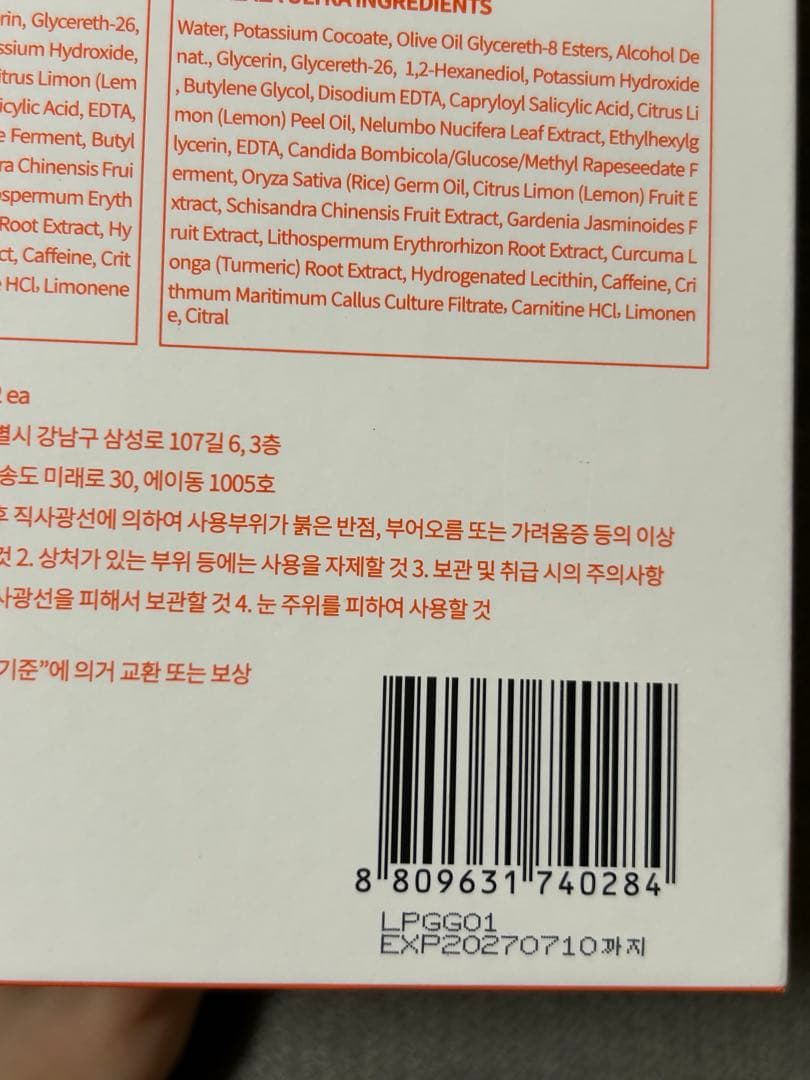 rin, Glycereth-26,
ssium Hydroxide,
itrus Limon (Lem
icylic Acid, EDTA,
e Ferment, Butyl
ra Chinensis Frui
ospermum Eryth
Root Extract, Hy
ct, Caffeine, Crit
HCl, Limonene
ULTRA INGREDIENTS
Water, Potassium Cocoate, Olive Oil Glycereth-8 Esters, Alcohol De
nat., Glycerin, Glycereth-26, 1,2-Hexanediol, Potassium Hydroxide
, Butylene Glycol, Disodium EDTA, Capryloyl Salicylic Acid, Citrus Li
mon (Lemon) Peel Oil, Nelumbo Nucifera Leaf Extract, Ethylhexylg
lycerin, EDTA, Candida Bombicola/Glucose/Methyl Rapeseedate F
erment, Oryza Sativa (Rice) Germ Oil, Citrus Limon (Lemon) Fruit E
xtract, Schisandra Chinensis Fruit Extract, Gardenia Jasminoides F
ruit Extract, Lithospermum Erythrorhizon Root Extract, Curcuma L
onga (Turmeric) Root Extract, Hydrogenated Lecithin, Caffeine, Cri
thmum Maritimum Callus Culture Filtrate, Carnitine HCl, Limonen
e, Citral
ea
별시 강남구 삼성로 107길 6, 3층
송도 미래로 30, 에이동 1005호
후 직사광선에 의하여 사용부위가 붉은 반점, 부어오름 또는 가려움증 등의 이상
것 2. 상처가 있는 부위 등에는 사용을 자제할 것 3. 보관 및 취급 시의 주의사항
사광선을 피해서 보관할 것 4. 눈 주위를 피하여 사용할 것
기준”에 의거 교환 또는 보상
8 809631 740284
LPGG01
EXP20270710까지